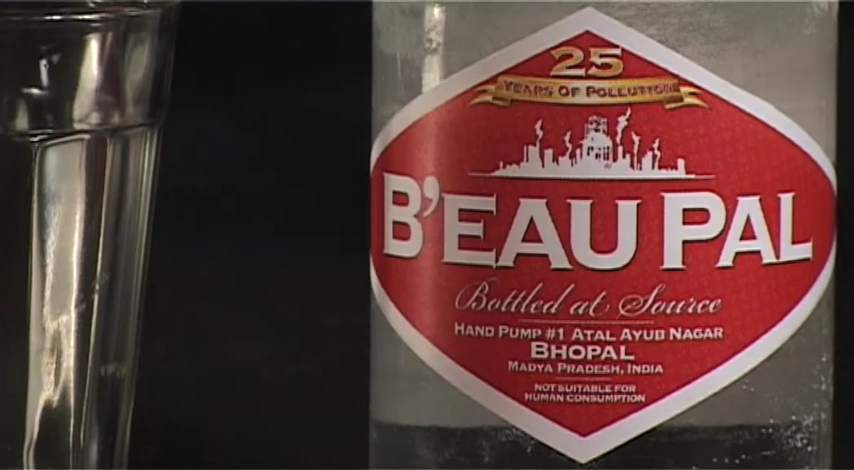 25
YEARS OF POLLUTION
B'EAU PAL
Bottled at Source
HAND PUMP #1 ATAL AYUB NAGAR
BHOPAL
MADYA PRADESH, INDIA
NOT SUITABLE FOR
HUMAN CONSUMPTION